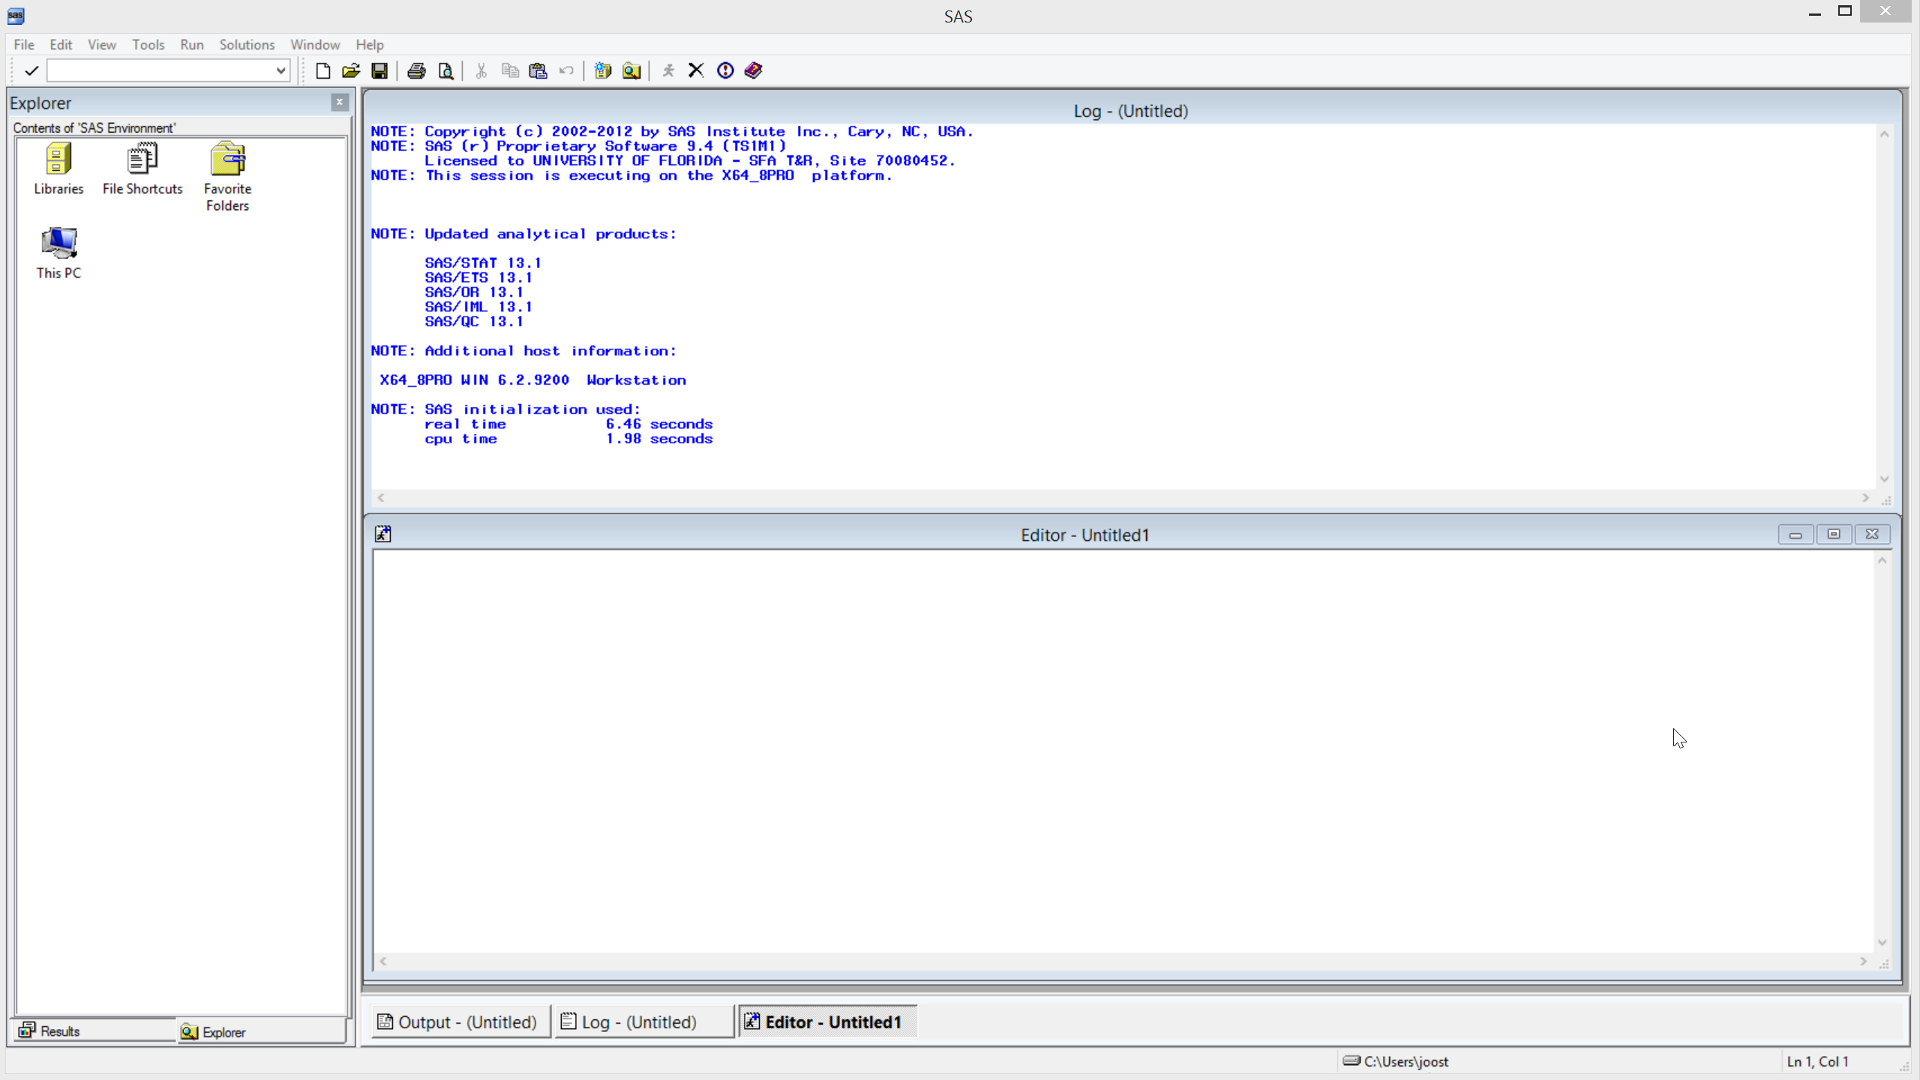 SAS
File Edit View Tools Run Solutions Window Help
Explorer
Contents of 'SAS Environment'
Libraries
File Shortcuts
Favorite
Folders
This PC
Log - (Untitled)
NOTE: Copyright (c) 2002-2012 by SAS Institute Inc., Cary, NC, USA.
NOTE: SAS (r) Proprietary Software 9.4 (TS1M1)
Licensed to UNIVERSITY OF FLORIDA - SFA T&R, Site 70080452.
NOTE: This session is executing on the X64_8PRO platform.
NOTE: Updated analytical products:
SAS/STAT 13.1
SAS/ETS 13.1
SAS/OR 13.1
SAS/IML 13.1
SAS/QC 13.1
NOTE: Additional host information:
X64_8PRO WIN 6.2.9200 Workstation
NOTE: SAS initialization used:
real time 6.46 seconds
cpu time 1.98 seconds
Editor - Untitled1
Results
Explorer
Output - (Untitled)
Log - (Untitled)
Editor - Untitled1
C:\Users\joost
Ln 1, Col 1